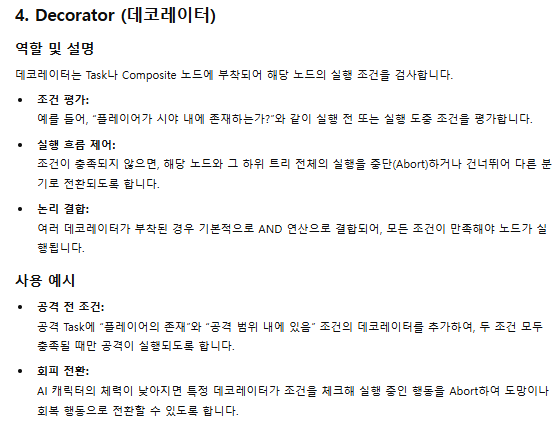 4. Decorator (데코레이터)
역할 및 설명
데코레이터는 Task나 Composite 노드에 부착되어 해당 노드의 실행 조건을 검사합니다.
• 조건 평가:
예를 들어, “플레이어가 시야 내에 존재하는가?”와 같이 실행 전 또는 실행 도중 조건을 평가합니다.
• 실행 흐름 제어:
조건이 충족되지 않으면, 해당 노드와 그 하위 트리 전체의 실행을 중단(Abort)하거나 건너뛰어 다른 분
기로 전환되도록 합니다.
• 논리 결합:
여러 데코레이터가 부착된 경우 기본적으로 AND 연산으로 결합되어, 모든 조건이 만족해야 노드가 실
행됩니다.
사용 예시
• 공격 전 조건:
공격 Task에 “플레이어의 존재”와 “공격 범위 내에 있음” 조건의 데코레이터를 추가하여, 두 조건 모두
충족될 때만 공격이 실행되도록 합니다.
• 회피 전환:
AI 캐릭터의 체력이 낮아지면 특정 데코레이터가 조건을 체크해 실행 중인 행동을 Abort하여 도망이나
회복 행동으로 전환할 수 있도록 합니다.